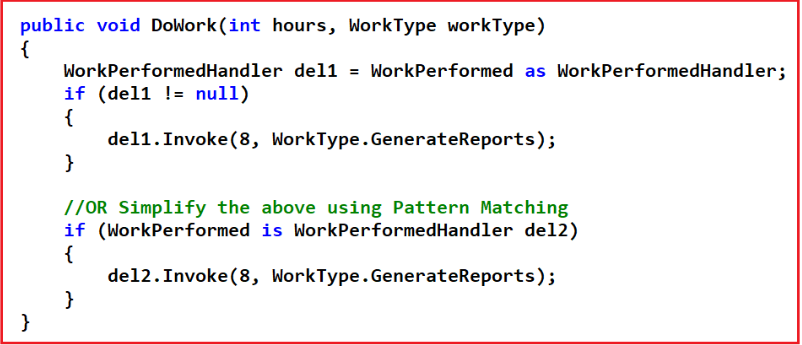 public void DoWork(int hours, WorkType workType)
{
    WorkPerformedHandler del1 = WorkPerformed as WorkPerformedHandler;
    if (del1 != null)
    {
        del1.Invoke(8, WorkType.GenerateReports);
    }

    //OR Simplify the above using Pattern Matching
    if (WorkPerformed is WorkPerformedHandler del2)
    {
        del2.Invoke(8, WorkType.GenerateReports);
    }
}